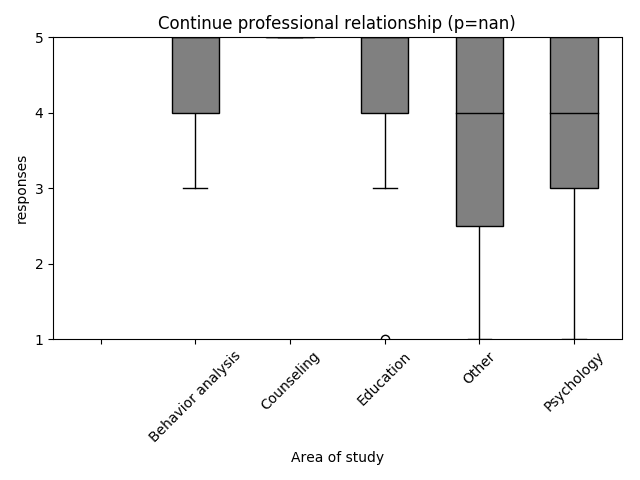 Continue professional relationship (p=nan)
5
4
3
2
1
responses
Behavior analysis
Counseling
Education
Other
Psychology
Area of study